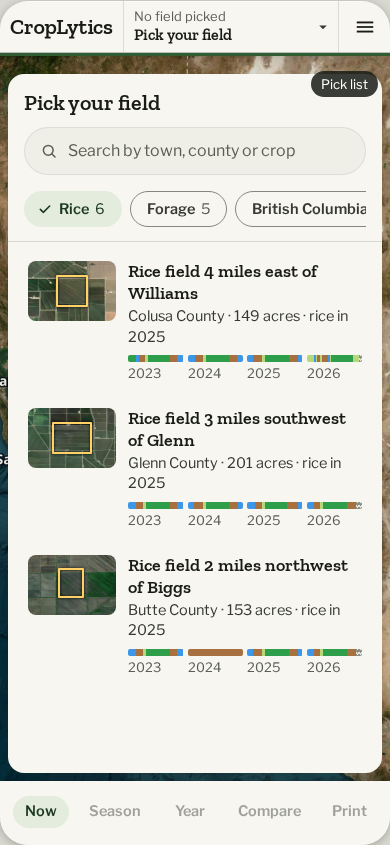 CropLytics
No field picked
Pick your field
Pick list
Pick your field
Search by town, county or crop
Rice 6
Forage 5
British Columbia
Rice field 4 miles east of
Williams
Colusa County · 149 acres · rice in
2025
2023 2024 2025 2026
Rice field 3 miles southwest
of Glenn
Glenn County · 201 acres · rice in
2025
2023 2024 2025 2026
Rice field 2 miles northwest
of Biggs
Butte County · 153 acres · rice in
2025
2023 2024 2025 2026
Now Season Year Compare Print